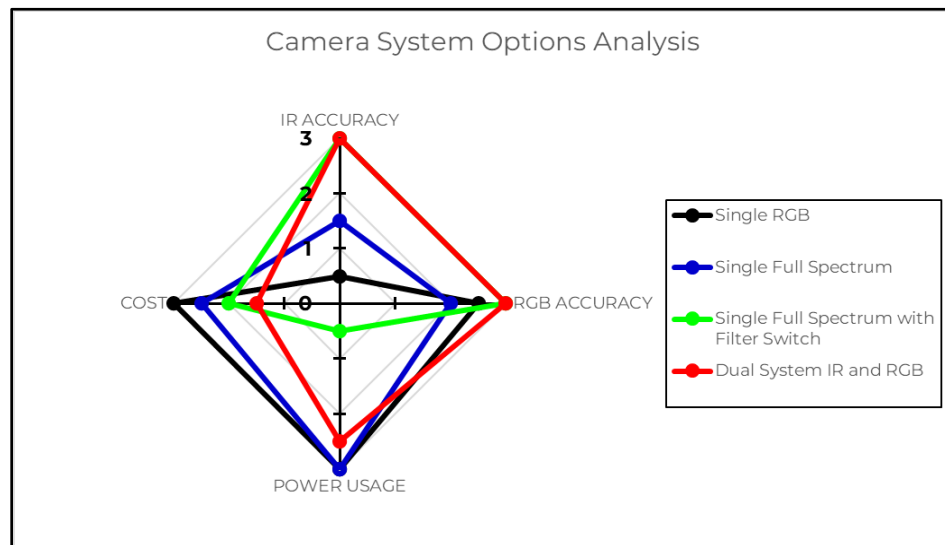 Camera System Options Analysis
IR ACCURACY
3
2
1
0
COST
RGB ACCURACY
POWER USAGE
Single RGB
Single Full Spectrum
Single Full Spectrum with
Filter Switch
Dual System IR and RGB